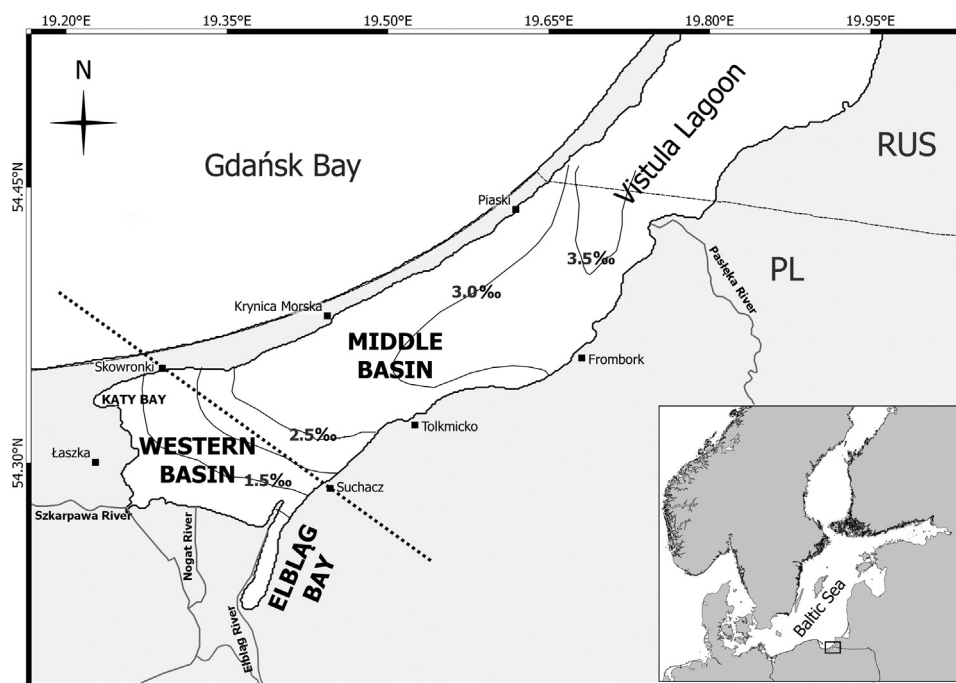 19.20°E 19.35°E 19.50°E 19.65°E 19.80°E 19.95°E
N
Gdańsk Bay
Vistula Lagoon
RUS
54.45°N
Piaski
PL
3.5‰
Pasłęka River
3.0‰
Krynica Morska
MIDDLE
BASIN
Frombork
Skowronki
KĄTY BAY
Tolkmicko
2.5‰
WESTERN
BASIN
Łaszka
54.30°N
1.5‰
Suchacz
Szkarpawa River
Nogat River
ELBLĄG
BAY
Elbląg River
Baltic Sea